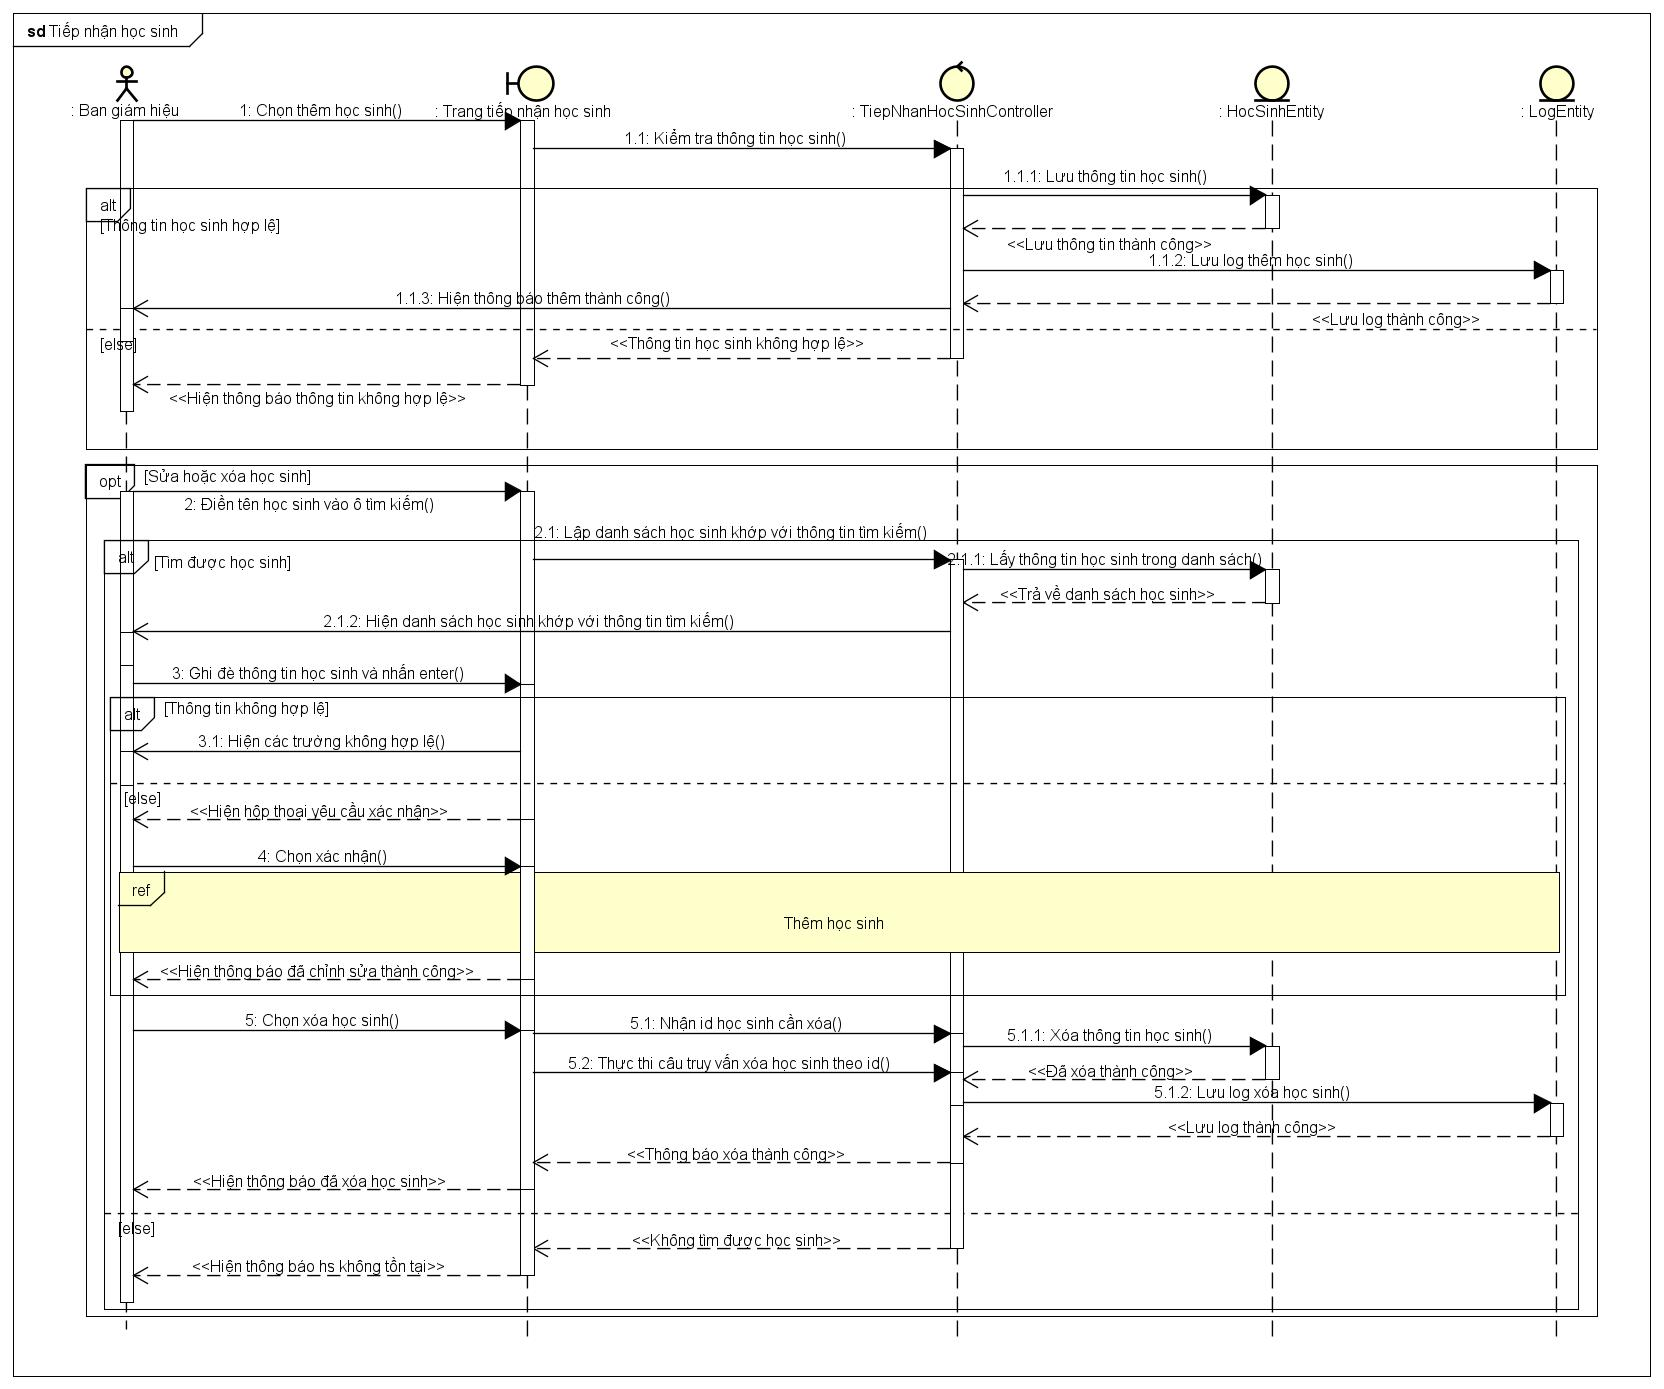 sd Tiếp nhận học sinh
: Ban giám hiệu
: Trang tiếp nhận học sinh
: TiepNhanHocSinhController
: HocSinhEntity
: LogEntity
1: Chọn thêm học sinh()
1.1: Kiểm tra thông tin học sinh()
1.1.1: Lưu thông tin học sinh()
alt
[Thông tin học sinh hợp lệ]
<<Lưu thông tin thành công>>
1.1.2: Lưu log thêm học sinh()
1.1.3: Hiện thông báo thêm thành công()
<<Lưu log thành công>>
[else]
<<Thông tin học sinh không hợp lệ>>
<<Hiện thông báo thông tin không hợp lệ>>
opt
[Sửa hoặc xóa học sinh]
2: Điền tên học sinh vào ô tìm kiếm()
2.1: Lập danh sách học sinh khớp với thông tin tìm kiếm()
alt
[Tìm được học sinh]
2.1.1: Lấy thông tin học sinh trong danh sách()
<<Trả về danh sách học sinh>>
2.1.2: Hiện danh sách học sinh khớp với thông tin tìm kiếm()
3: Ghi đè thông tin học sinh và nhấn enter()
alt
[Thông tin không hợp lệ]
3.1: Hiện các trường không hợp lệ()
[else]
<<Hiện hộp thoại yêu cầu xác nhận>>
4: Chọn xác nhận()
ref
Thêm học sinh
<<Hiện thông báo đã chỉnh sửa thành công>>
5: Chọn xóa học sinh()
5.1: Nhận id học sinh cần xóa()
5.1.1: Xóa thông tin học sinh()
5.2: Thực thi câu truy vấn xóa học sinh theo id()
<<Đã xóa thành công>>
5.1.2: Lưu log xóa học sinh()
<<Lưu log thành công>>
<<Thông báo xóa thành công>>
<<Hiện thông báo đã xóa học sinh>>
[else]
<<Không tìm được học sinh>>
<<Hiện thông báo hs không tồn tại>>